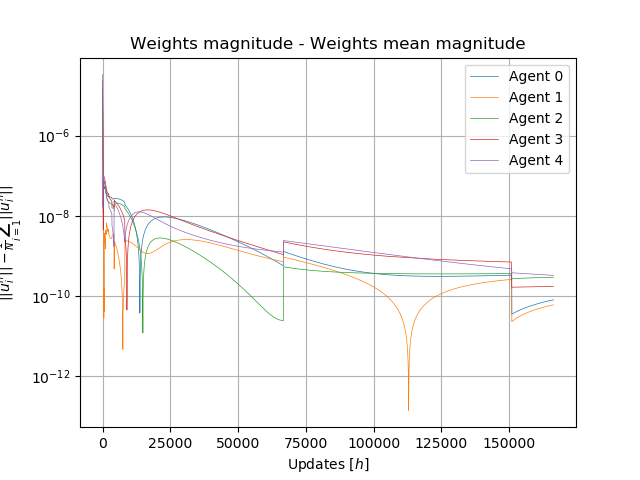 Weights magnitude - Weights mean magnitude
Agent 0
Agent 1
Agent 2
Agent 3
Agent 4
10⁻⁶
10⁻⁸
10⁻¹⁰
10⁻¹²
0 25000 50000 75000 100000 125000 150000
Updates [h]